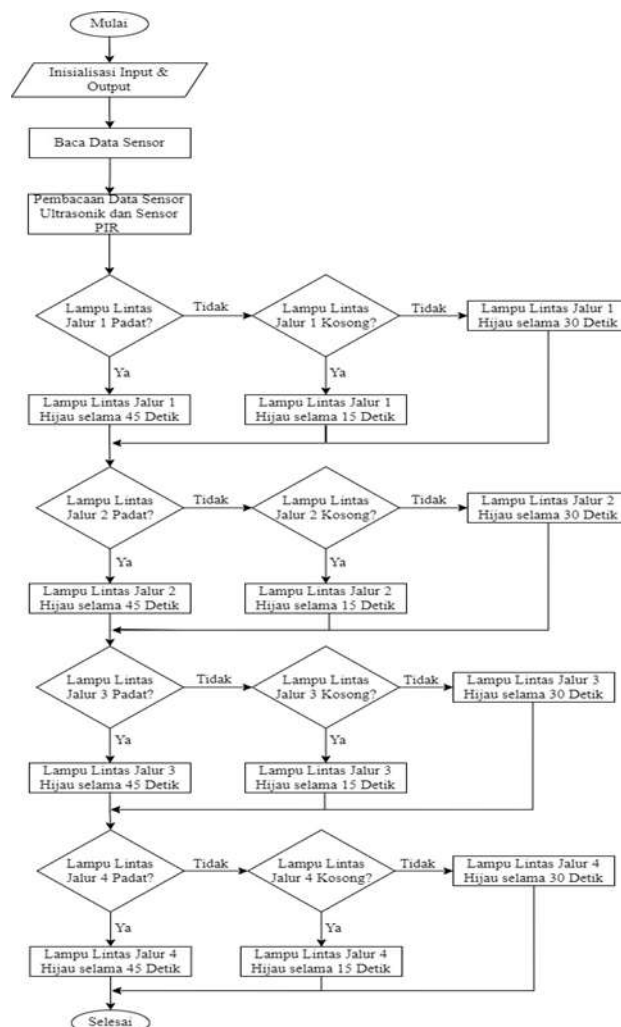 Mulai
Inisialisasi Input &
Output
Baca Data Sensor
Pembacaan Data Sensor
Ultrasonik dan Sensor
PIR
Lampu Lintas
Jalur 1 Padat?
Tidak
Lampu Lintas
Jalur 1 Kosong?
Tidak
Lampu Lintas Jalur 1
Hijau selama 30 Detik
Ya
Ya
Lampu Lintas Jalur 1
Hijau selama 45 Detik
Lampu Lintas Jalur 1
Hijau selama 15 Detik
Lampu Lintas
Jalur 2 Padat?
Tidak
Lampu Lintas
Jalur 2 Kosong?
Tidak
Lampu Lintas Jalur 2
Hijau selama 30 Detik
Ya
Ya
Lampu Lintas Jalur 2
Hijau selama 45 Detik
Lampu Lintas Jalur 2
Hijau selama 15 Detik
Lampu Lintas
Jalur 3 Padat?
Tidak
Lampu Lintas
Jalur 3 Kosong?
Tidak
Lampu Lintas Jalur 3
Hijau selama 30 Detik
Ya
Ya
Lampu Lintas Jalur 3
Hijau selama 45 Detik
Lampu Lintas Jalur 3
Hijau selama 15 Detik
Lampu Lintas
Jalur 4 Padat?
Tidak
Lampu Lintas
Jalur 4 Kosong?
Tidak
Lampu Lintas Jalur 4
Hijau selama 30 Detik
Ya
Ya
Lampu Lintas Jalur 4
Hijau selama 45 Detik
Lampu Lintas Jalur 4
Hijau selama 15 Detik
Selesai